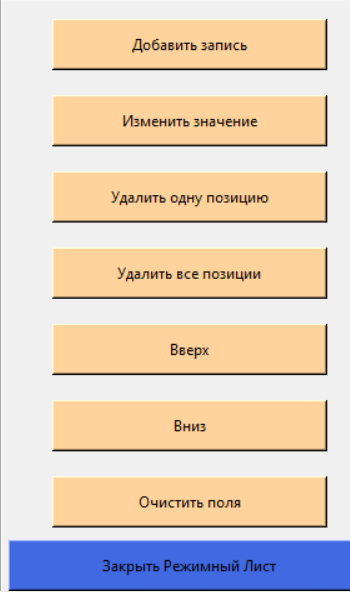 Добавить запись
Изменить значение
Удалить одну позицию
Удалить все позиции
Вверх
Вниз
Очистить поля
Закрыть Режимный Лист